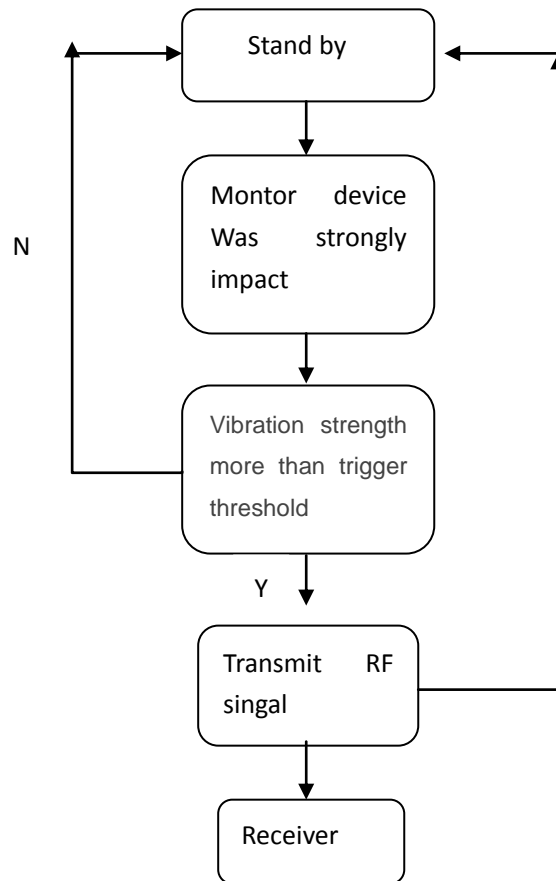 Stand by
Montor device
Was strongly
impact
N
Vibration strength
more than trigger
threshold
Y
Transmit RF
singal
Receiver